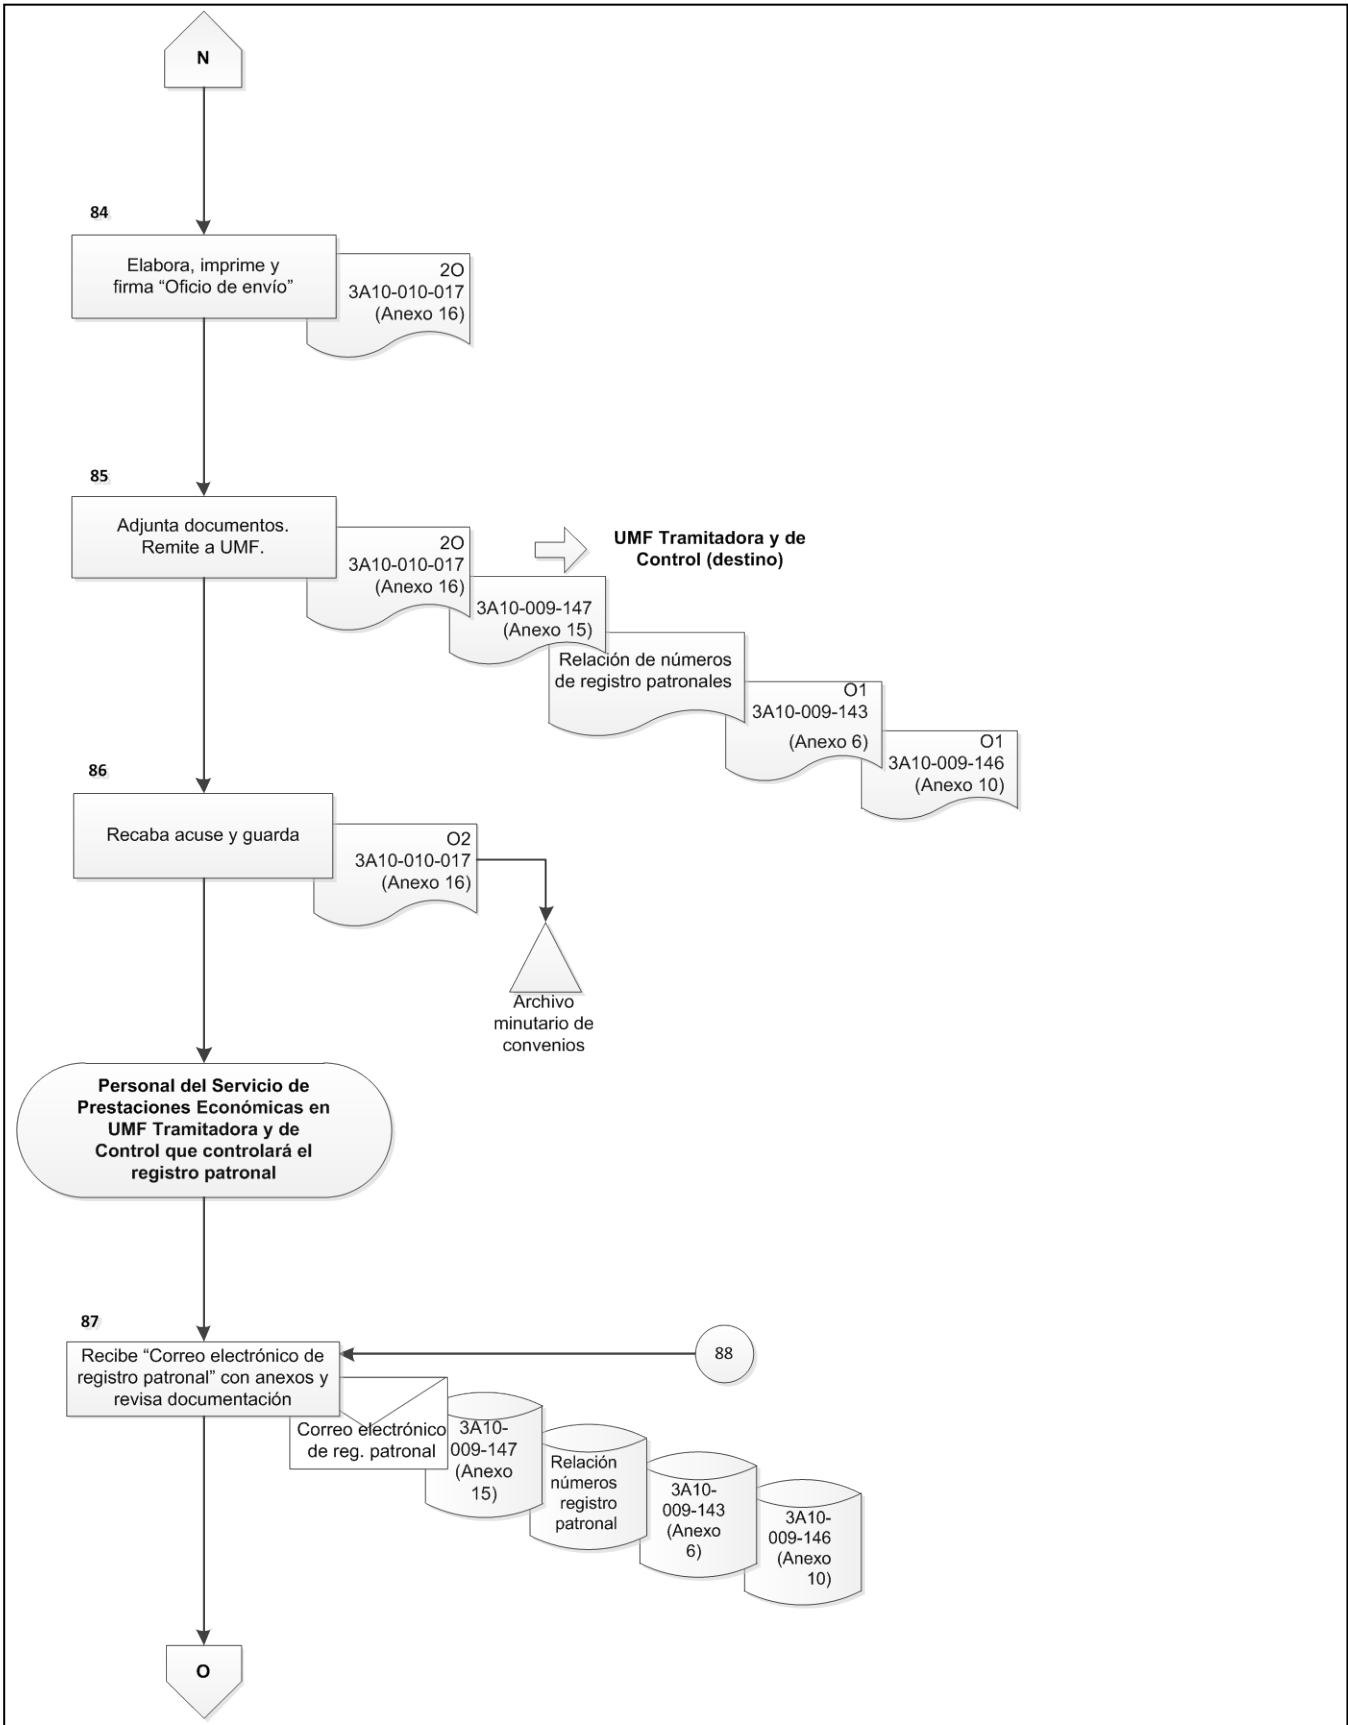 N
84
Elabora, imprime y
firma “Oficio de envío”
2O
3A10-010-017
(Anexo 16)
85
Adjunta documentos.
Remite a UMF.
2O
3A10-010-017
(Anexo 16)
UMF Tramitadora y de
Control (destino)
3A10-009-147
(Anexo 15)
Relación de números
de registro patronales
O1
3A10-009-143
(Anexo 6)
O1
3A10-009-146
(Anexo 10)
86
Recaba acuse y guarda
O2
3A10-010-017
(Anexo 16)
Archivo
minutario de
convenios
Personal del Servicio de
Prestaciones Económicas en
UMF Tramitadora y de
Control que controlará el
registro patronal
87
Recibe “Correo electrónico de
registro patronal” con anexos y
revisa documentación
88
Correo electrónico
de reg. patronal
3A10-
009-147
(Anexo
15)
Relación
números
registro
patronal
3A10-
009-143
(Anexo
6)
3A10-
009-146
(Anexo
10)
O